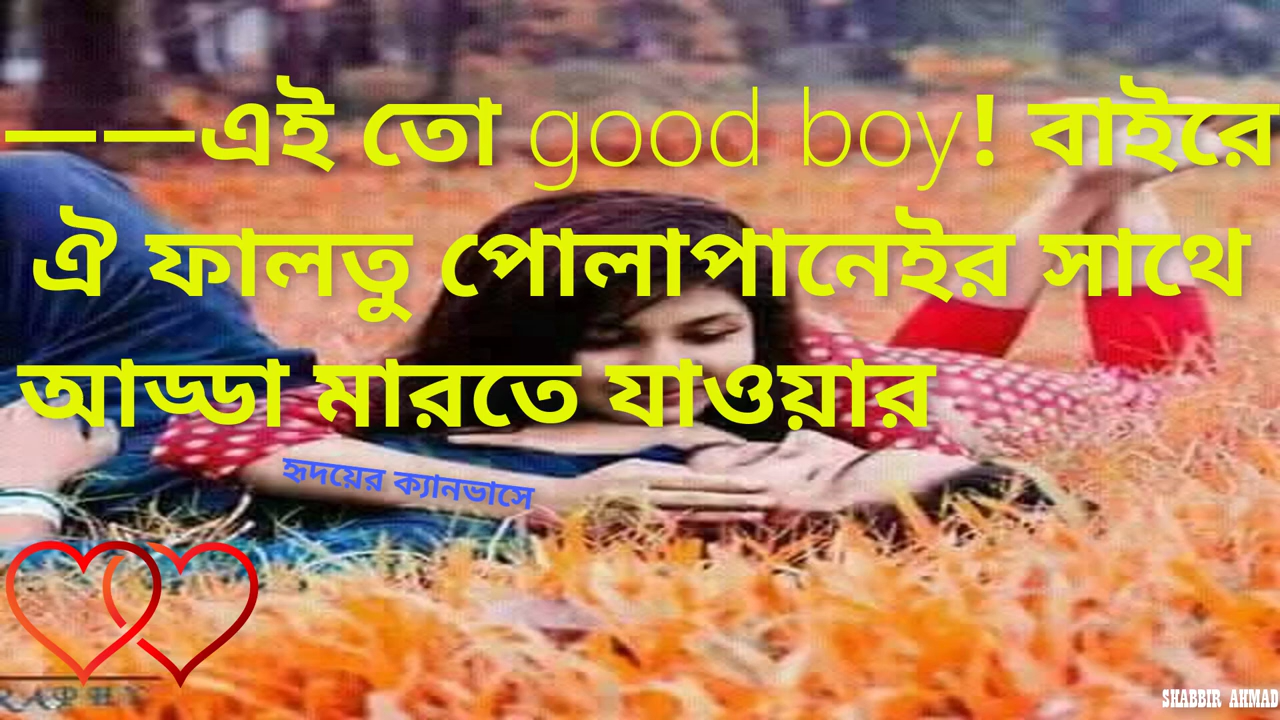 ——এই তো good boy! বাইরে
ঐ ফালতু পোলাপানেইর সাথে
আড্ডা মারতে যাওয়ার
হৃদয়ের ক্যানভাসে
SHABBIR AHMAD